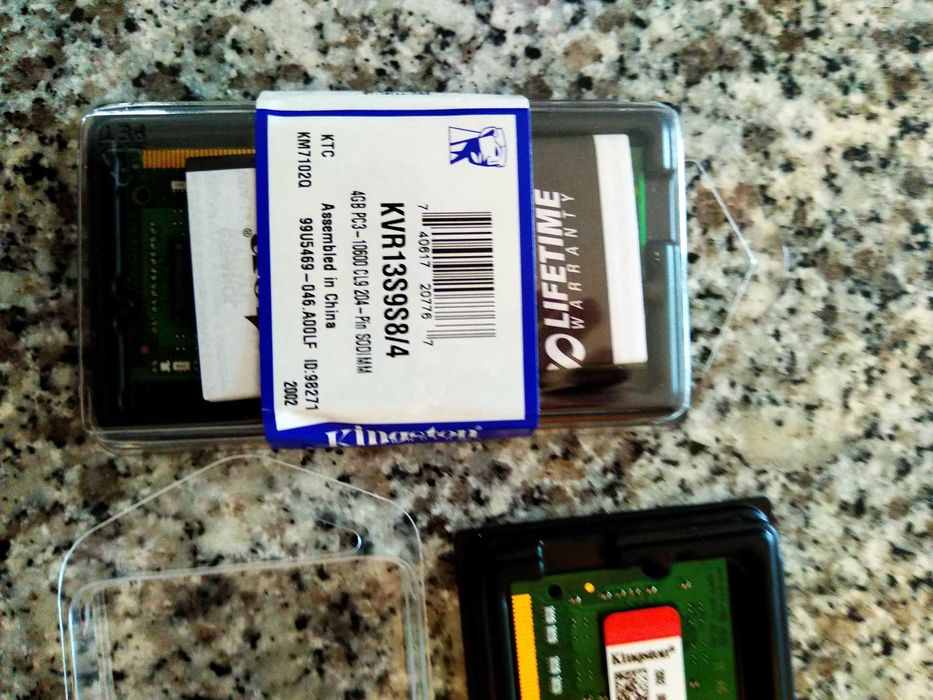 7 40617 20776 7
KVR13S9S8/4
4GB PC3-10600 CL9 204-Pin SODIMM
Assembled in China
KTC
KM7102Q 99U5469-046.A00LF ID:98271
2002
Kingston
LIFETIME
WARRANTY
Kingston